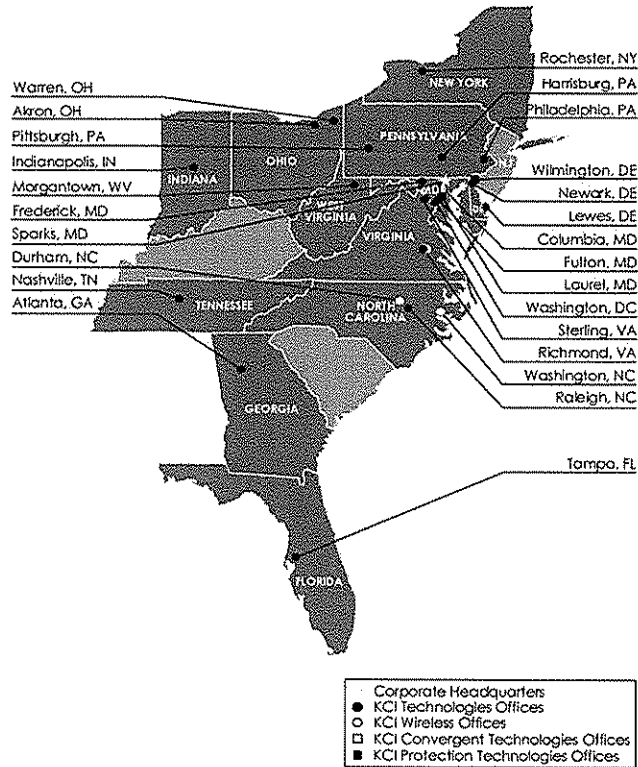 Rochester, NY
Harrisburg, PA
Philadelphia, PA
Warren, OH
Akron, OH
Pittsburgh, PA
Indianapolis, IN
Morgantown, WV
Frederick, MD
Sparks, MD
Durham, NC
Nashville, TN
Atlanta, GA
Wilmington, DE
Newark, DE
Lewes, DE
Columbia, MD
Fulton, MD
Laurel, MD
Washington, DC
Sterling, VA
Richmond, VA
Washington, NC
Raleigh, NC
Tampa, FL
NEW YORK
PENNSYLVANIA
OHIO
INDIANA
MD
WEST
VIRGINIA
VIRGINIA
TENNESSEE
NORTH
CAROLINA
GEORGIA
FLORIDA
Corporate Headquarters
KCI Technologies Offices
KCI Wireless Offices
KCI Convergent Technologies Offices
KCI Protection Technologies Offices